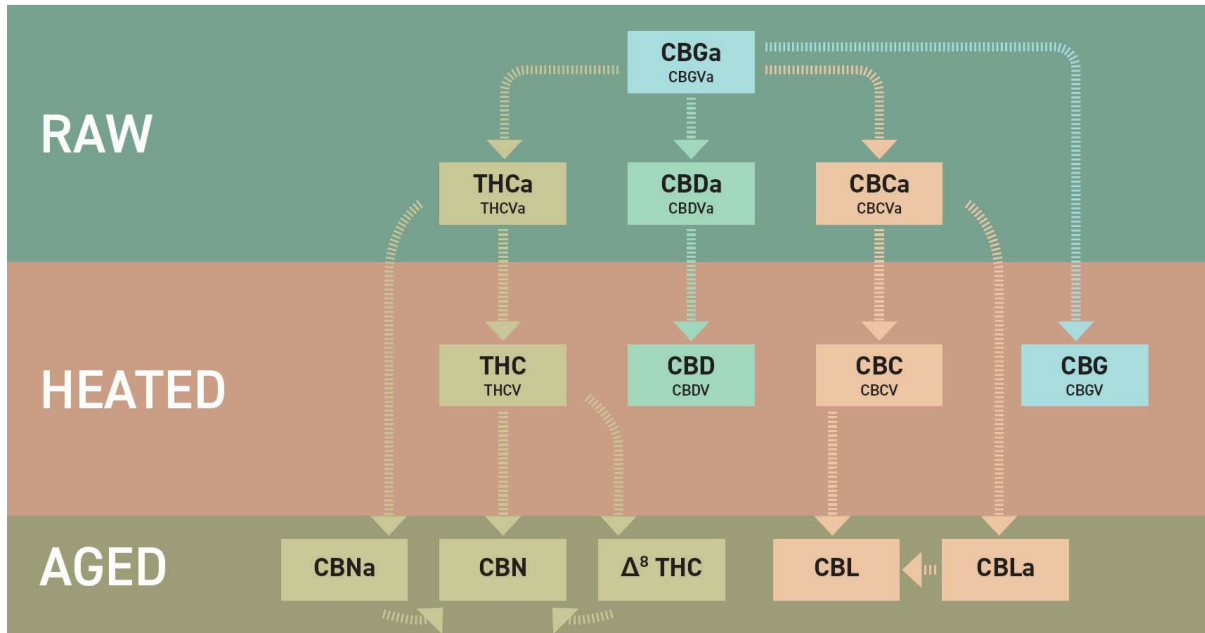 CBGa
CBGVa
RAW
THCa
THCVa
CBDa
CBDVa
CBCa
CBCVa
HEATED
THC
THCV
CBD
CBDV
CBC
CBCV
CBG
CBGV
AGED
CBNa
CBN
Δ⁸ THC
CBL
CBLa